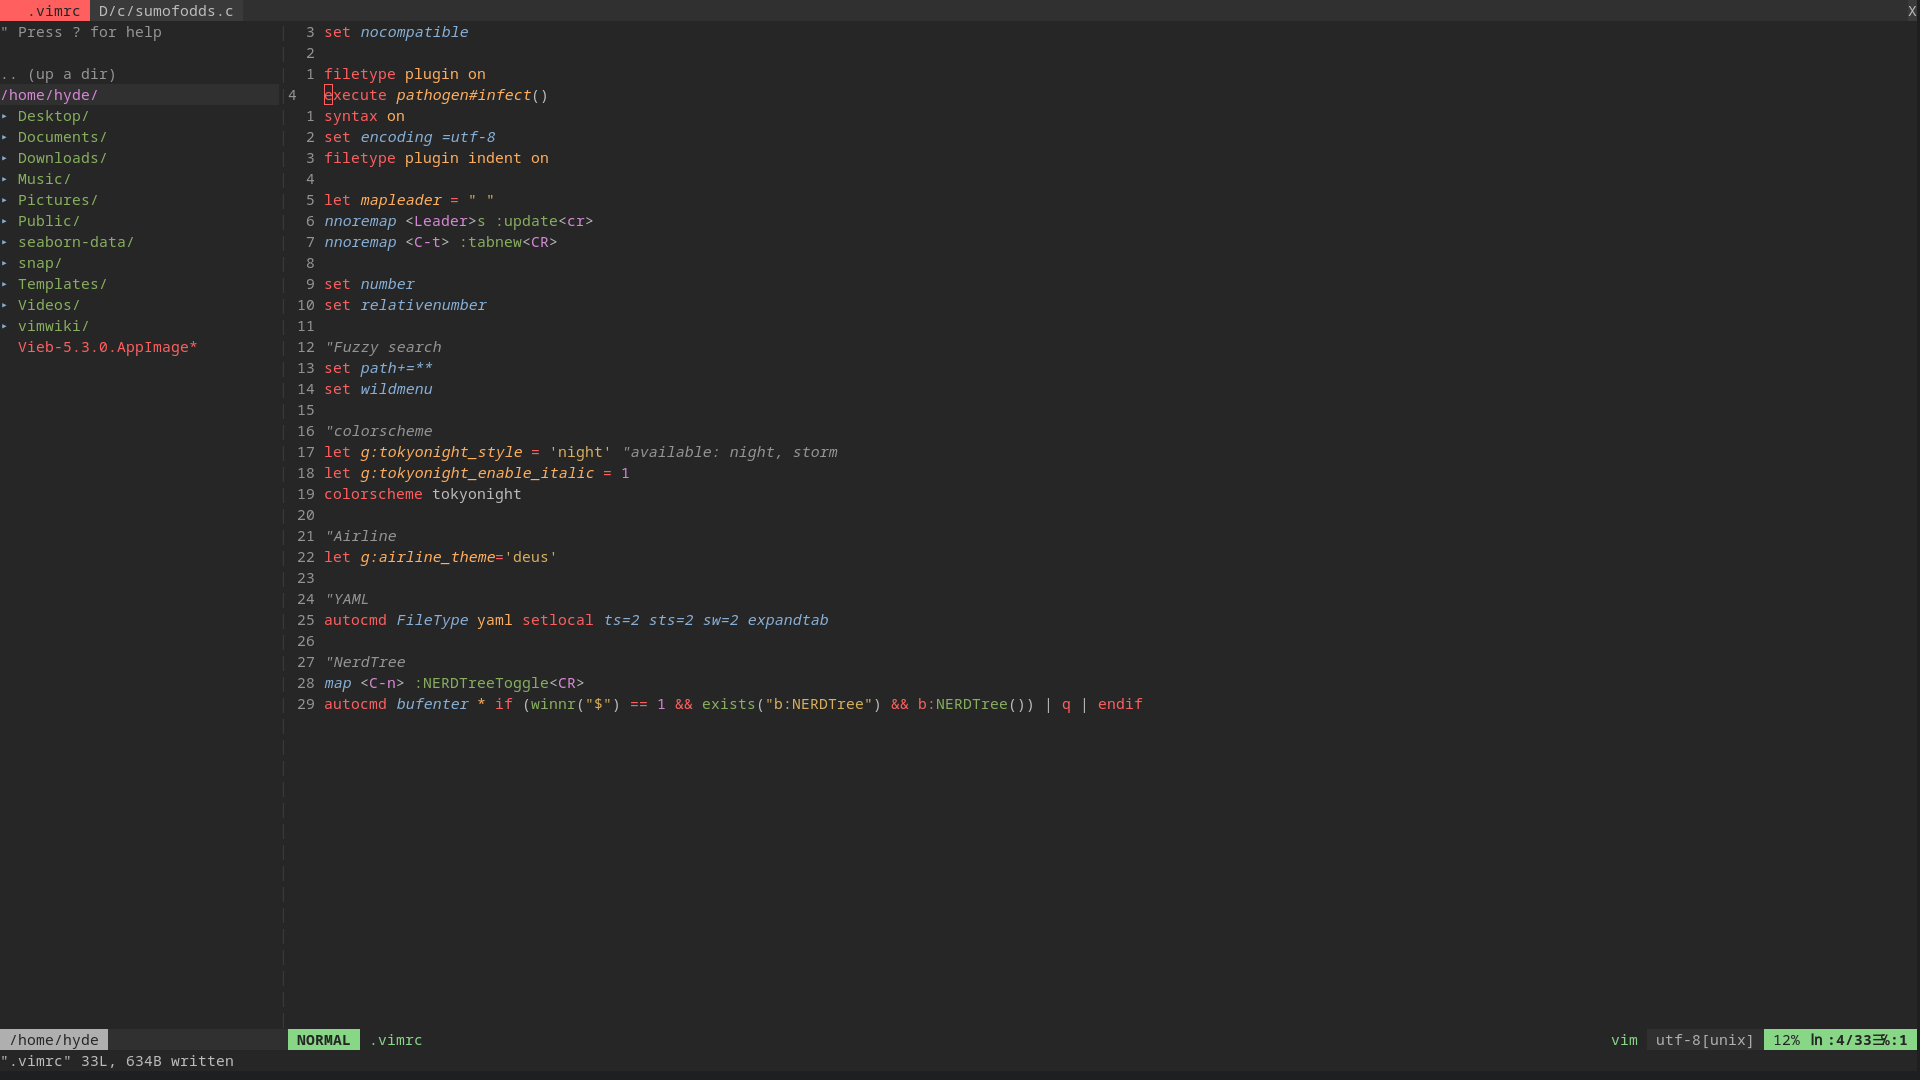 .vimrc D/c/sumofodds.c X
" Press ? for help
.. (up a dir)
/home/hyde/
▸ Desktop/
▸ Documents/
▸ Downloads/
▸ Music/
▸ Pictures/
▸ Public/
▸ seaborn-data/
▸ snap/
▸ Templates/
▸ Videos/
▸ vimwiki/
Vieb-5.3.0.AppImage*
3 set nocompatible
2
1 filetype plugin on
4 execute pathogen#infect()
1 syntax on
2 set encoding =utf-8
3 filetype plugin indent on
4
5 let mapleader = " "
6 nnoremap <Leader>s :update<cr>
7 nnoremap <C-t> :tabnew<CR>
8
9 set number
10 set relativenumber
11
12 "Fuzzy search
13 set path+=**
14 set wildmenu
15
16 "colorscheme
17 let g:tokyonight_style = 'night' "available: night, storm
18 let g:tokyonight_enable_italic = 1
19 colorscheme tokyonight
20
21 "Airline
22 let g:airline_theme='deus'
23
24 "YAML
25 autocmd FileType yaml setlocal ts=2 sts=2 sw=2 expandtab
26
27 "NerdTree
28 map <C-n> :NERDTreeToggle<CR>
29 autocmd bufenter * if (winnr("$") == 1 && exists("b:NERDTree") && b:NERDTree()) | q | endif
/home/hyde
NORMAL .vimrc vim utf-8[unix] 12% ln :4/33☰℅:1
".vimrc" 33L, 634B written